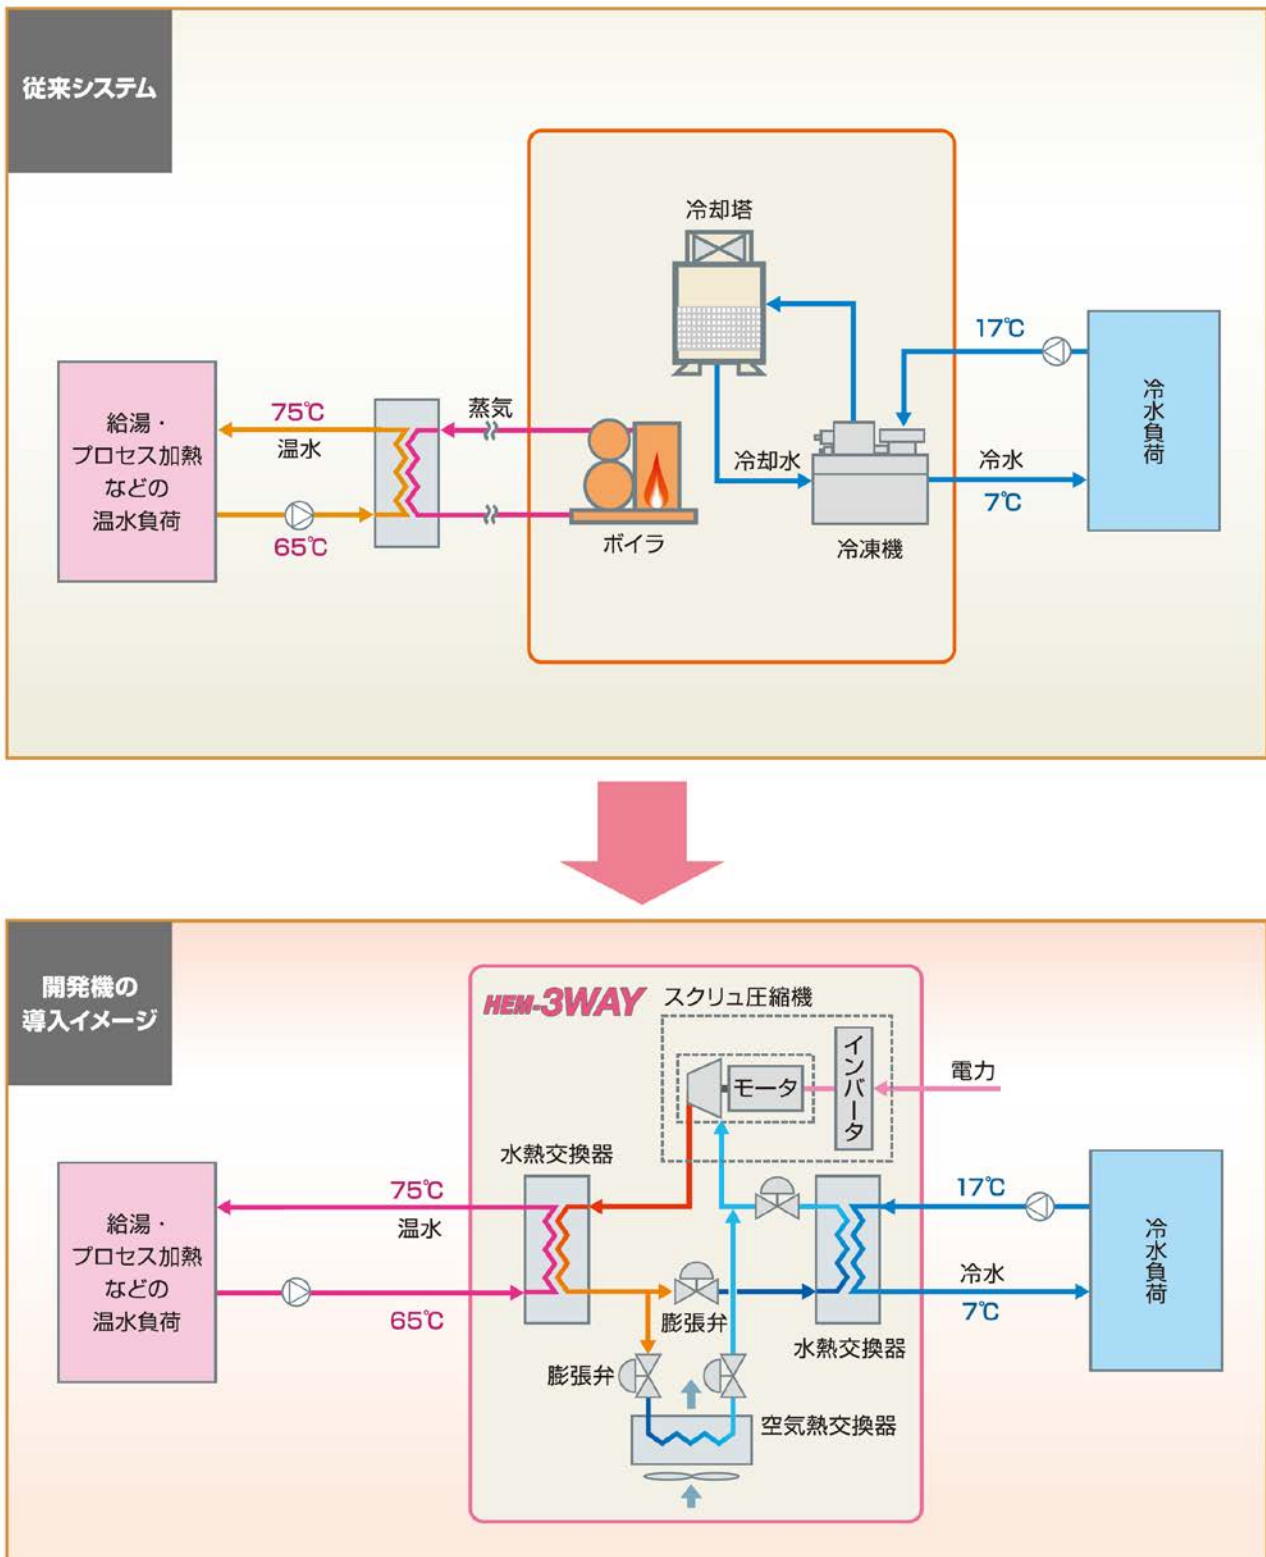 従来システム
冷却塔
17℃
給湯・
プロセス加熱
などの
温水負荷
75℃
温水
65℃
蒸気
ボイラ
冷却水
冷凍機
冷水
7℃
冷水負荷
開発機の
導入イメージ
HEM-3WAY
スクリュ圧縮機
モータ
インバータ
電力
水熱交換器
給湯・
プロセス加熱
などの
温水負荷
75℃
温水
65℃
膨張弁
膨張弁
空気熱交換器
水熱交換器
17℃
冷水
7℃
冷水負荷